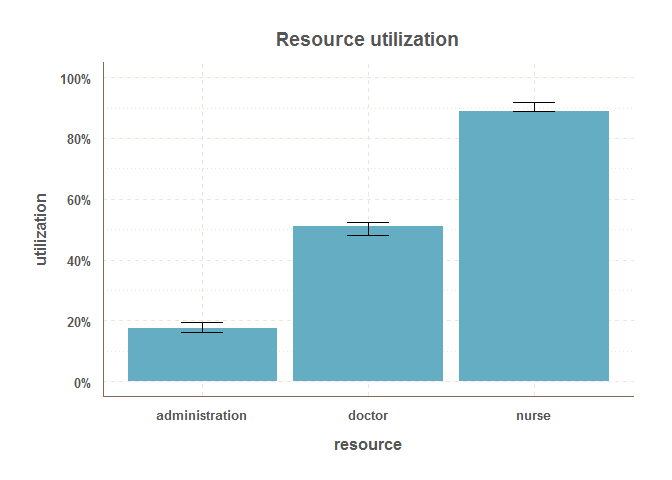 Resource utilization
100%
80%
60%
40%
20%
0%
utilization
administration doctor nurse
resource